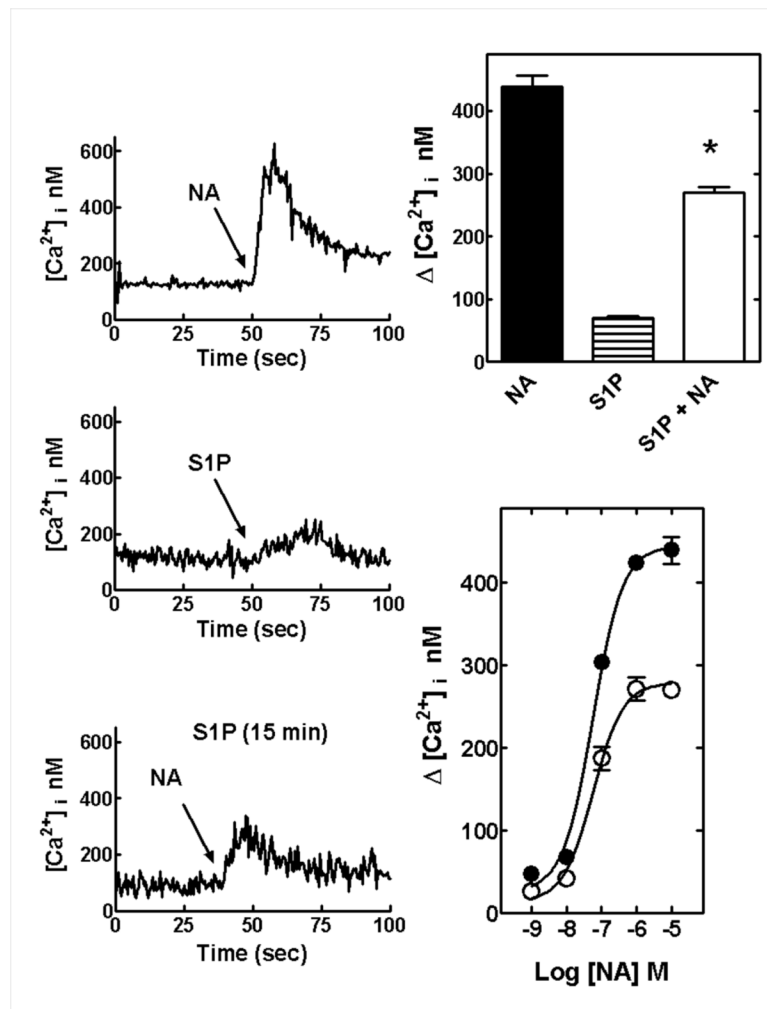 [Ca2+] i nM
600
400
200
0
NA
0 25 50 75 100
Time (sec)
Δ [Ca2+] i nM
400
300
200
100
0
*
NA
S1P
S1P + NA
[Ca2+] i nM
600
400
200
0
S1P
0 25 50 75 100
Time (sec)
S1P (15 min)
[Ca2+] i nM
600
400
200
0
NA
0 25 50 75 100
Time (sec)
Δ [Ca2+] i nM
400
300
200
100
0
-9 -8 -7 -6 -5
Log [NA] M